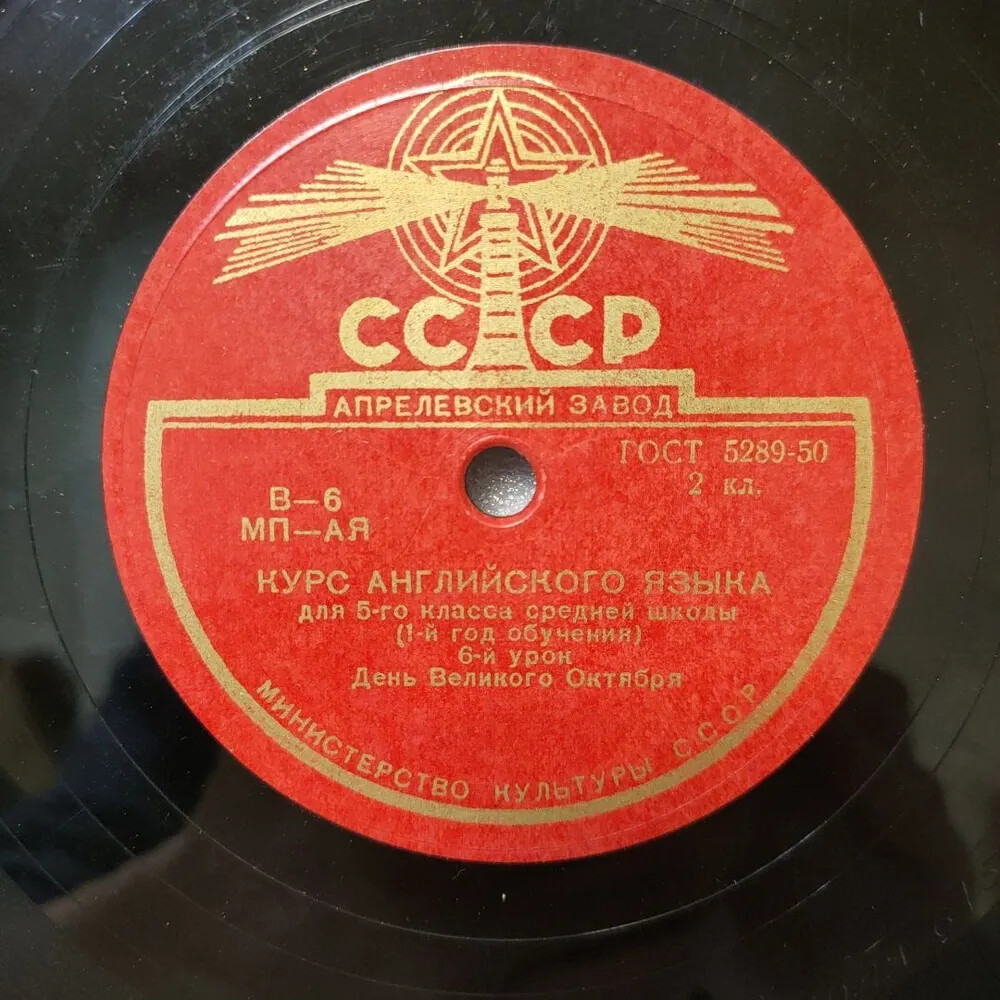 СССР
АПРЕЛЕВСКИЙ ЗАВОД
ГОСТ 5289-50
2 кл.
В—6
МП—АЯ
КУРС АНГЛИЙСКОГО ЯЗЫКА
для 5-го класса средней школы
(1-й год обучения)
6-й урок
День Великого Октября
МИНИСТЕРСТВО КУЛЬТУРЫ СССР